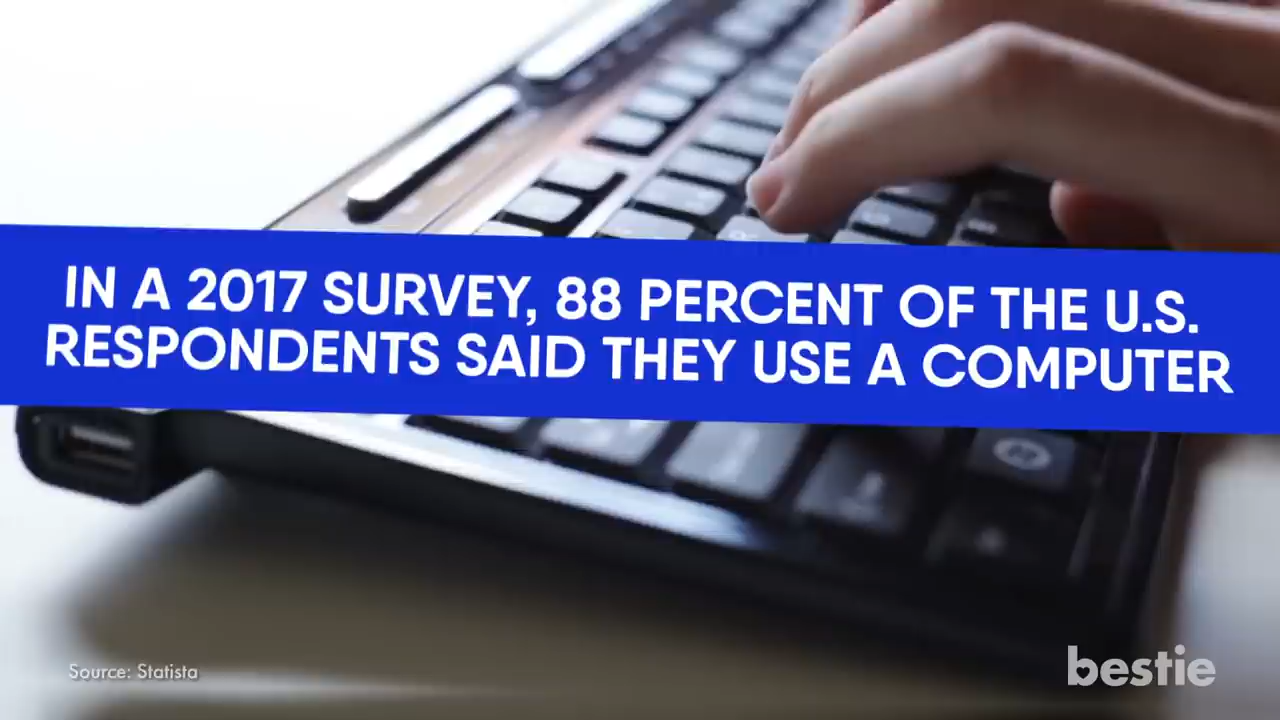 IN A 2017 SURVEY, 88 PERCENT OF THE U.S.
RESPONDENTS SAID THEY USE A COMPUTER
Source: Statista
bestie